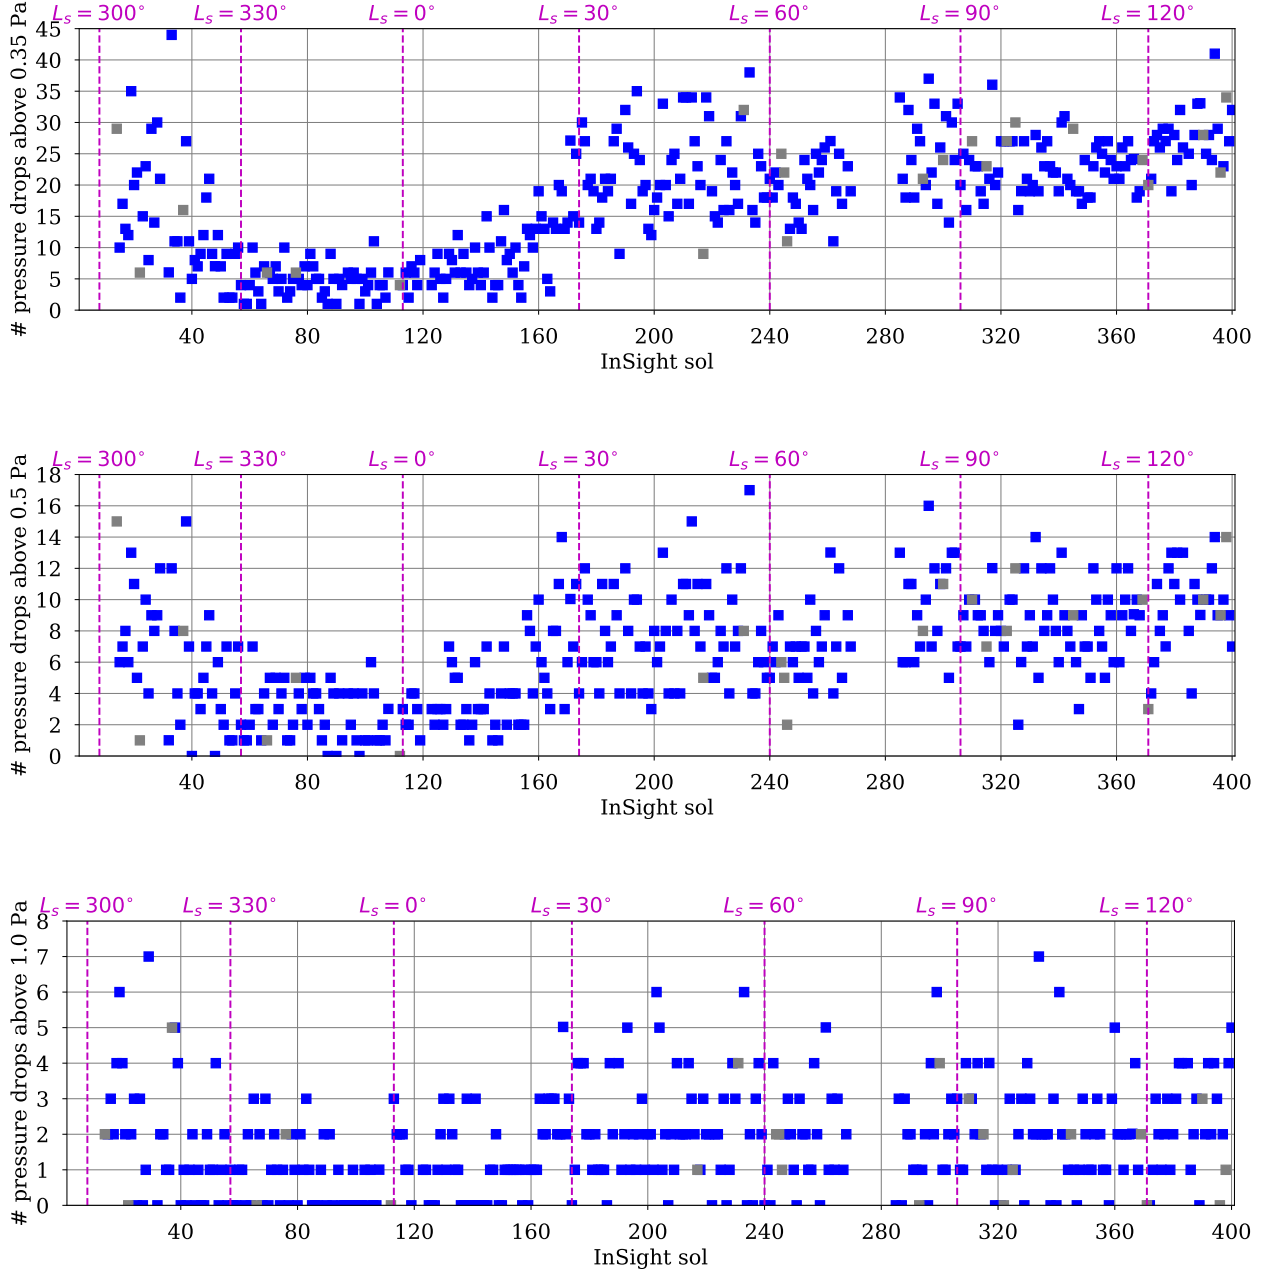 L_s = 300° L_s = 330° L_s = 0° L_s = 30° L_s = 60° L_s = 90° L_s = 120°
# pressure drops above 0.35 Pa
45
40
35
30
25
20
15
10
5
0
40 80 120 160 200 240 280 320 360 400
InSight sol
L_s = 300° L_s = 330° L_s = 0° L_s = 30° L_s = 60° L_s = 90° L_s = 120°
# pressure drops above 0.5 Pa
18
16
14
12
10
8
6
4
2
0
40 80 120 160 200 240 280 320 360 400
InSight sol
L_s = 300° L_s = 330° L_s = 0° L_s = 30° L_s = 60° L_s = 90° L_s = 120°
# pressure drops above 1.0 Pa
8
7
6
5
4
3
2
1
0
40 80 120 160 200 240 280 320 360 400
InSight sol